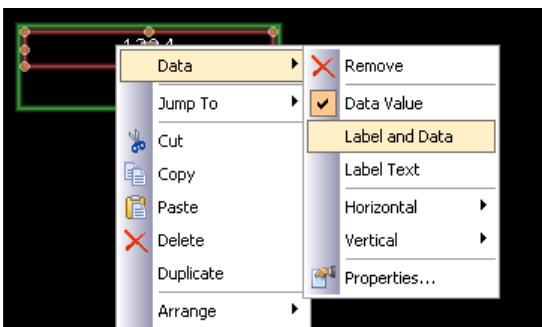 Data
Jump To
Cut
Copy
Paste
Delete
Duplicate
Arrange
Remove
Data Value
Label and Data
Label Text
Horizontal
Vertical
Properties...